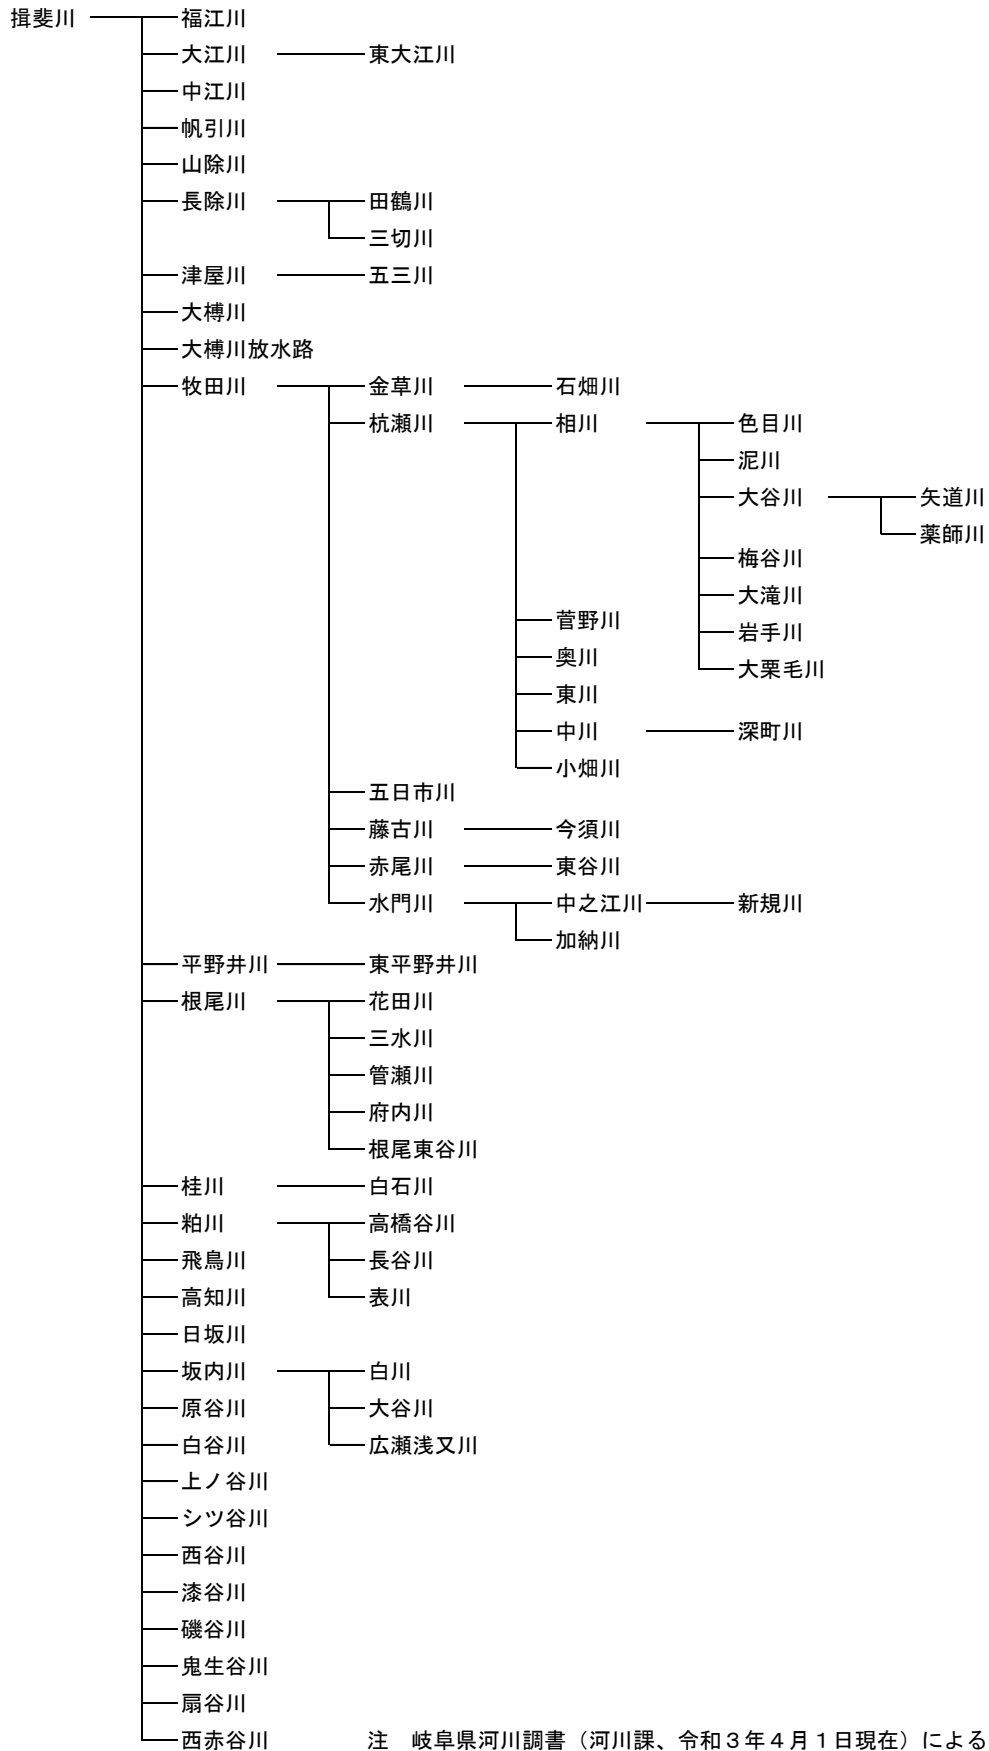 揖斐川 福江川
大江川 東大江川
中江川
帆引川
山除川
長除川 田鶴川
三切川
津屋川 五三川
大榑川
大榑川放水路
牧田川 金草川 石畑川
杭瀬川 相川 色目川
泥川
大谷川 矢道川
薬師川
梅谷川
大滝川
菅野川
岩手川
奥川
大栗毛川
東川
中川 深町川
小畑川
五日市川
藤古川 今須川
赤尾川 東谷川
水門川 中之江川 新規川
加納川
平野井川 東平野井川
根尾川 花田川
三水川
管瀬川
府内川
根尾東谷川
桂川 白石川
粕川 高橋谷川
飛鳥川 長谷川
高知川 表川
日坂川
坂内川 白川
原谷川 大谷川
白谷川 広瀬浅又川
上ノ谷川
シツ谷川
西谷川
漆谷川
磯谷川
鬼生谷川
扇谷川
西赤谷川 注 岐阜県河川調書（河川課、令和３年４月１日現在）による